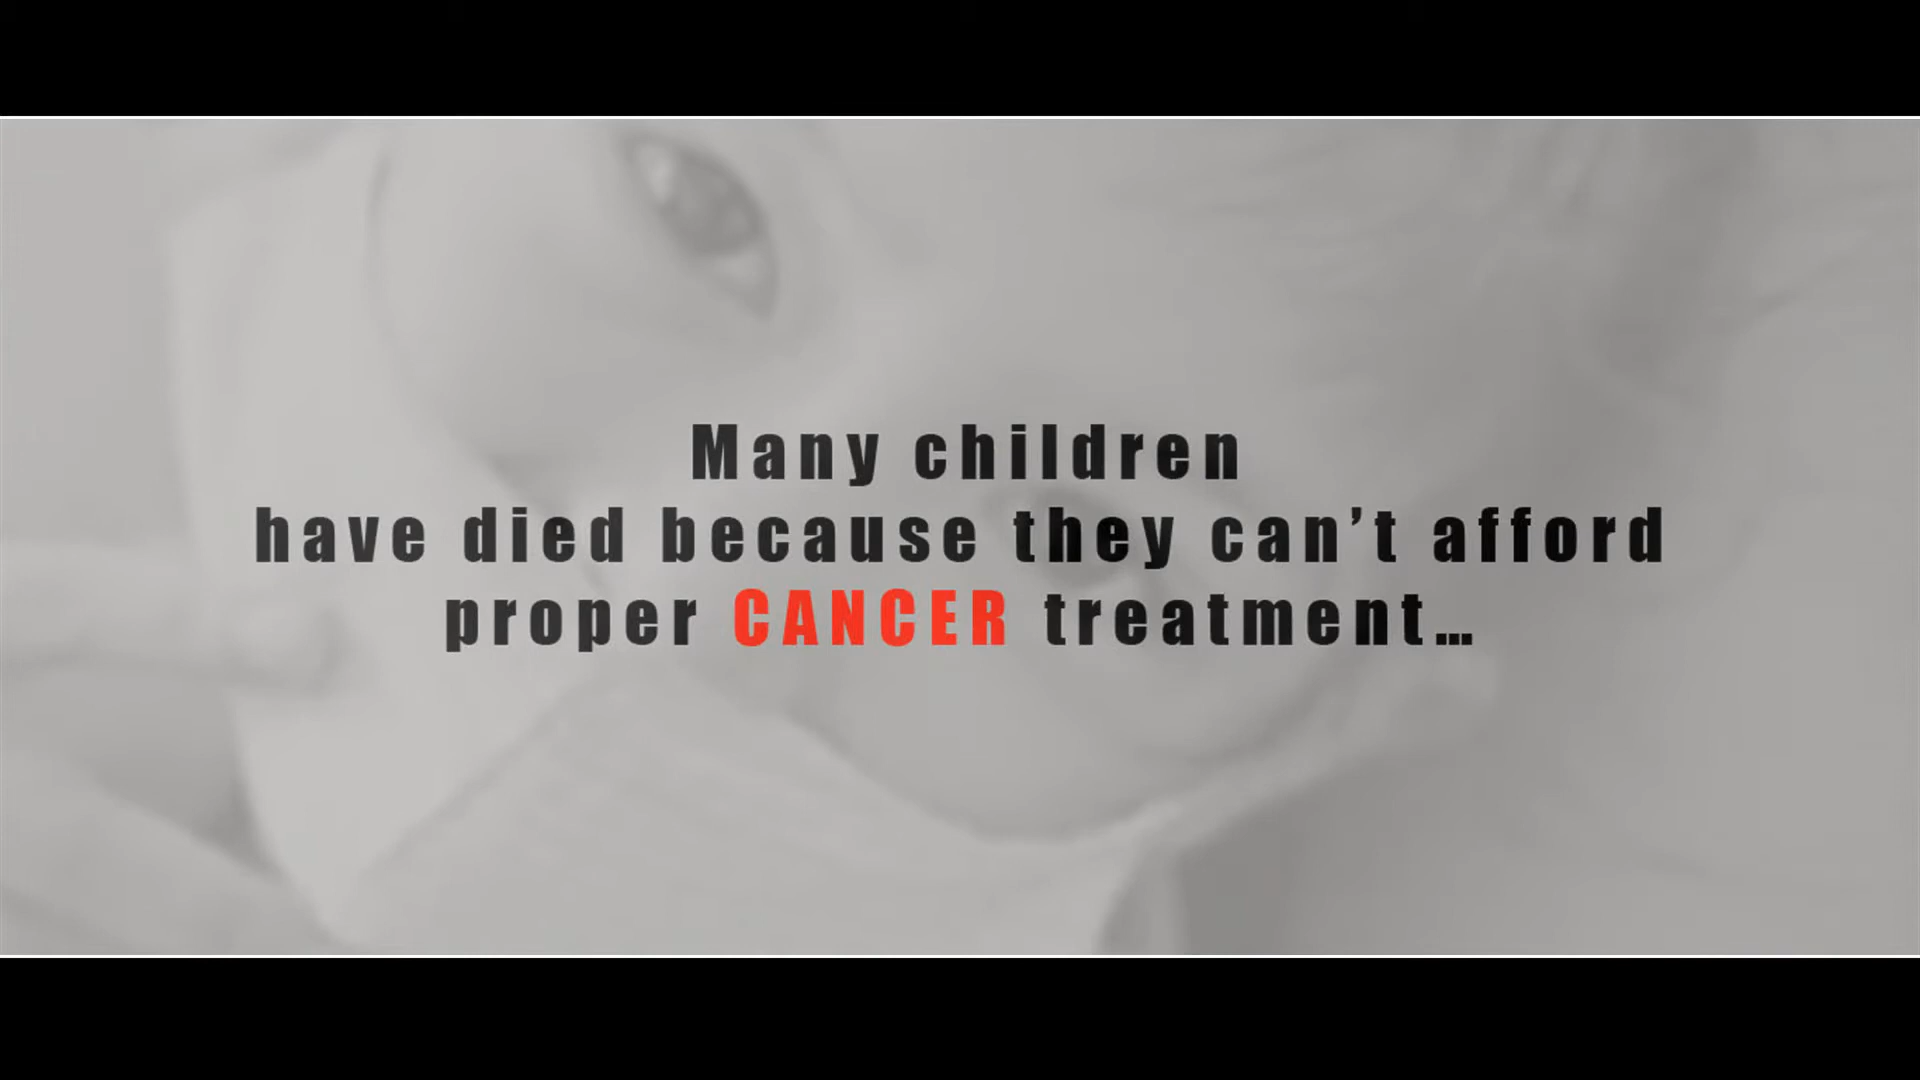 Many children
have died because they can’t afford
proper CANCER treatment...